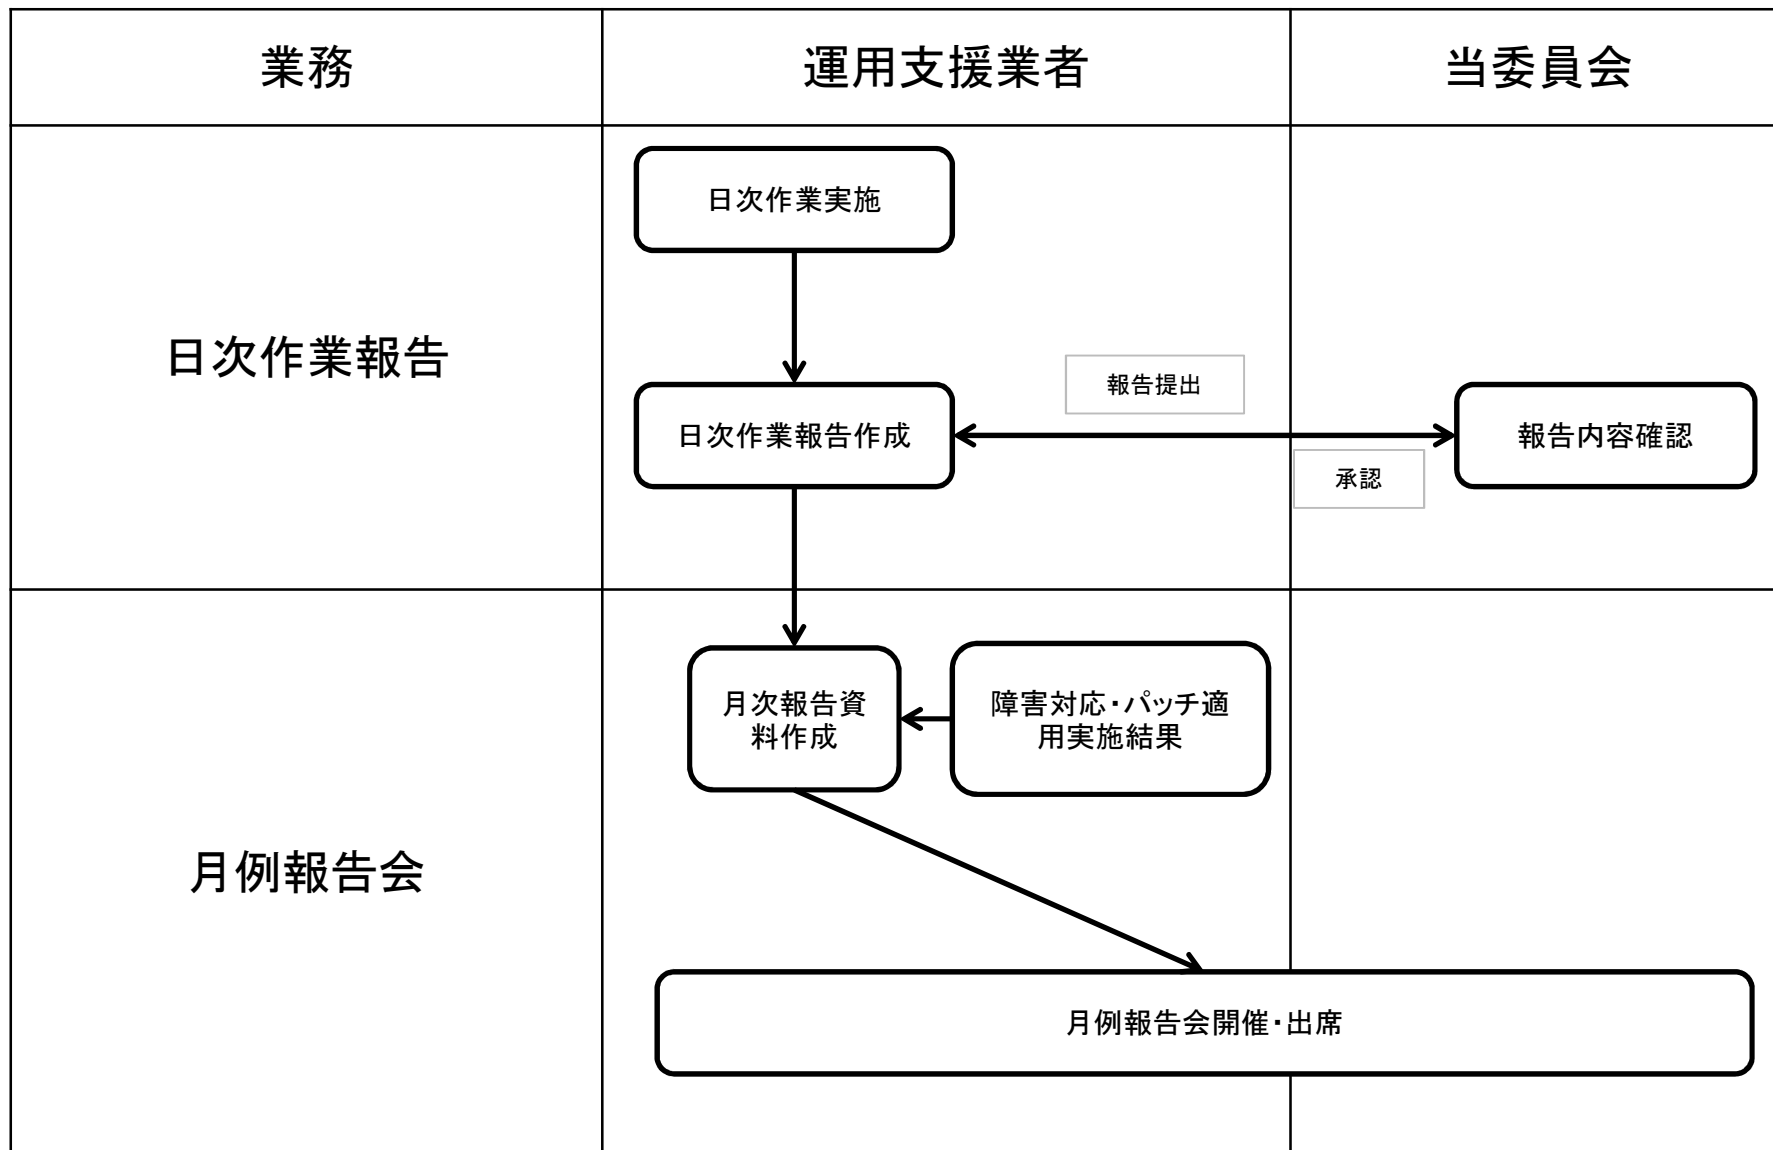 業務
運用支援業者
当委員会
日次作業報告
日次作業実施
日次作業報告作成
報告提出
承認
報告内容確認
月例報告会
月次報告資
料作成
障害対応・パッチ適
用実施結果
月例報告会開催・出席